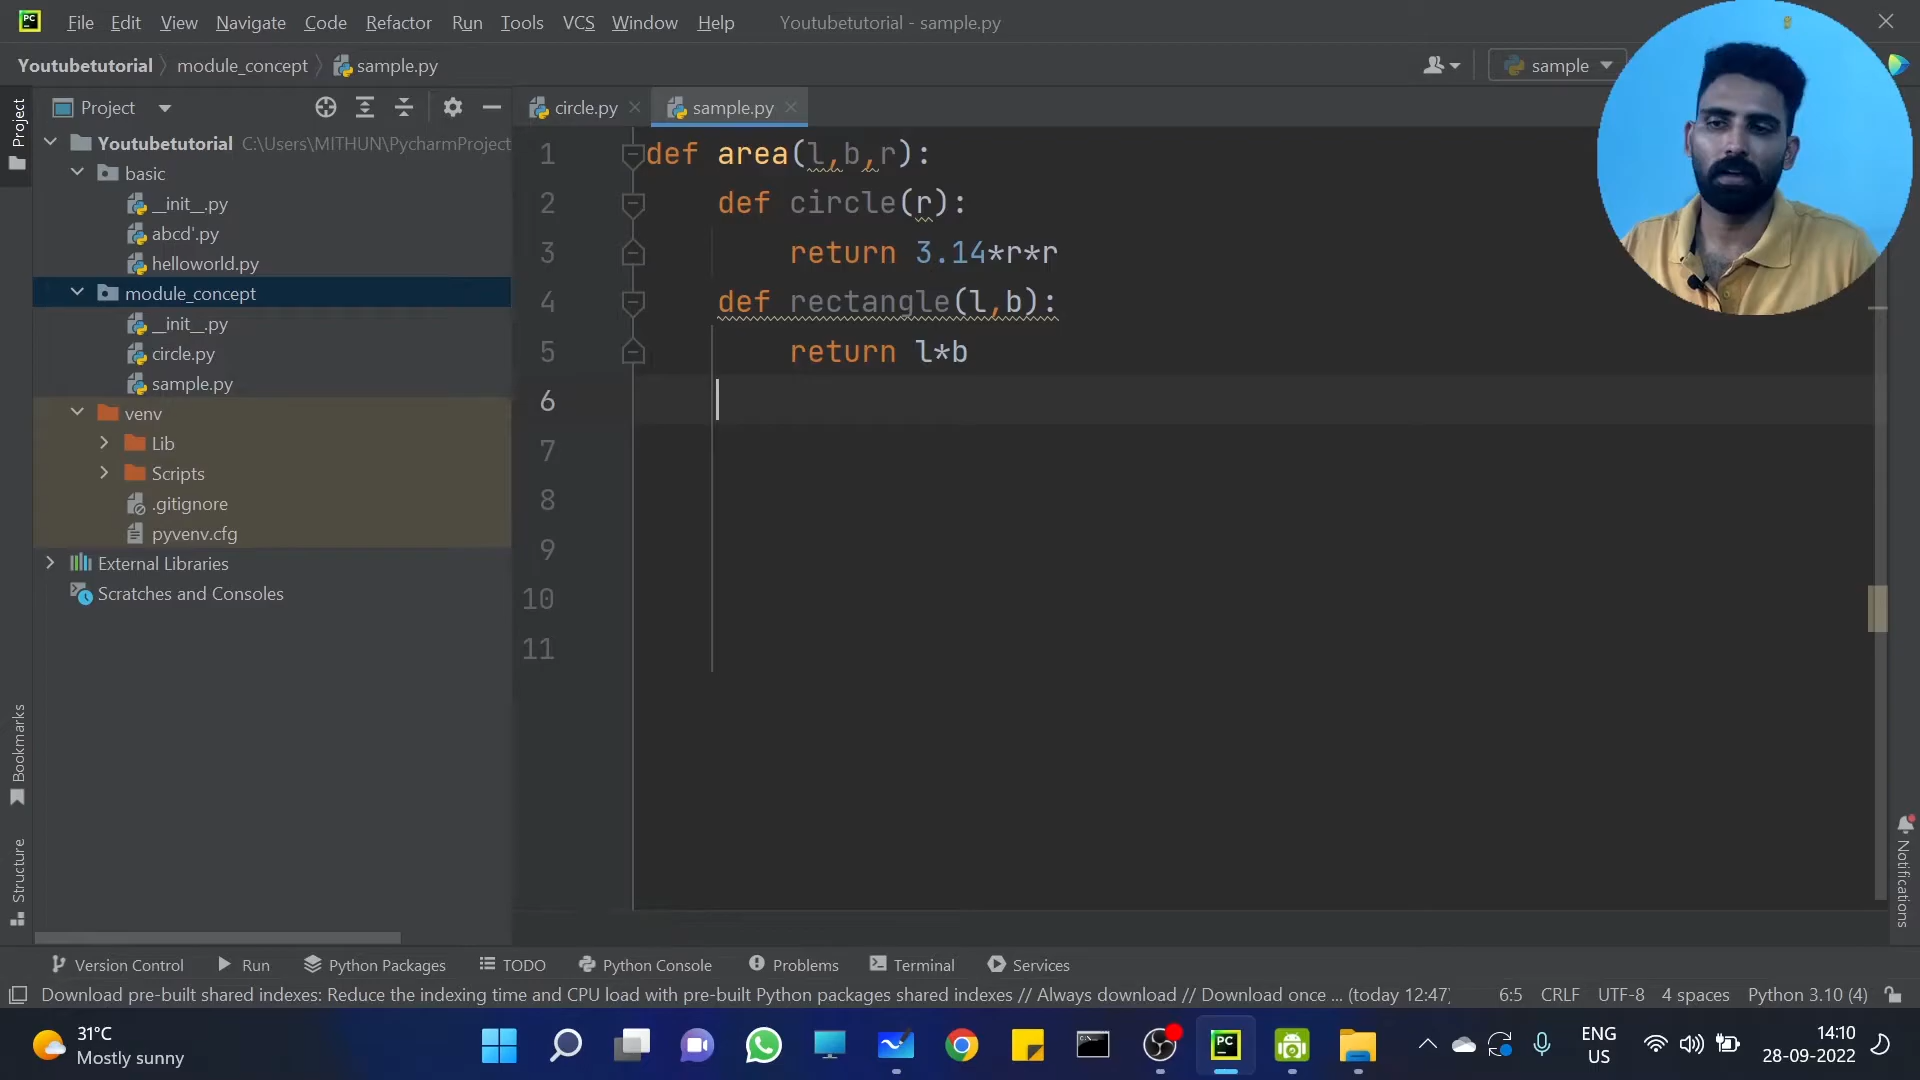 File Edit View Navigate Code Refactor Run Tools VCS Window Help Youtubetutorial - sample.py
Youtubetutorial module_concept sample.py sample
Project circle.py sample.py
Project
Youtubetutorial C:\Users\MITHUN\PycharmProject
basic
__init__.py
abcd'.py
helloworld.py
module_concept
__init__.py
circle.py
sample.py
venv
Lib
Scripts
.gitignore
pyvenv.cfg
External Libraries
Scratches and Consoles
Bookmarks
Structure
1 def area(l,b,r):
2 def circle(r):
3 return 3.14*r*r
4 def rectangle(l,b):
5 return l*b
6
7
8
9
10
11
Notifications
Version Control Run Python Packages TODO Python Console Problems Terminal Services
Download pre-built shared indexes: Reduce the indexing time and CPU load with pre-built Python packages shared indexes // Always download // Download once ... (today 12:47) 6:5 CRLF UTF-8 4 spaces Python 3.10 (4)
31°C
Mostly sunny
ENG
US
14:10
28-09-2022